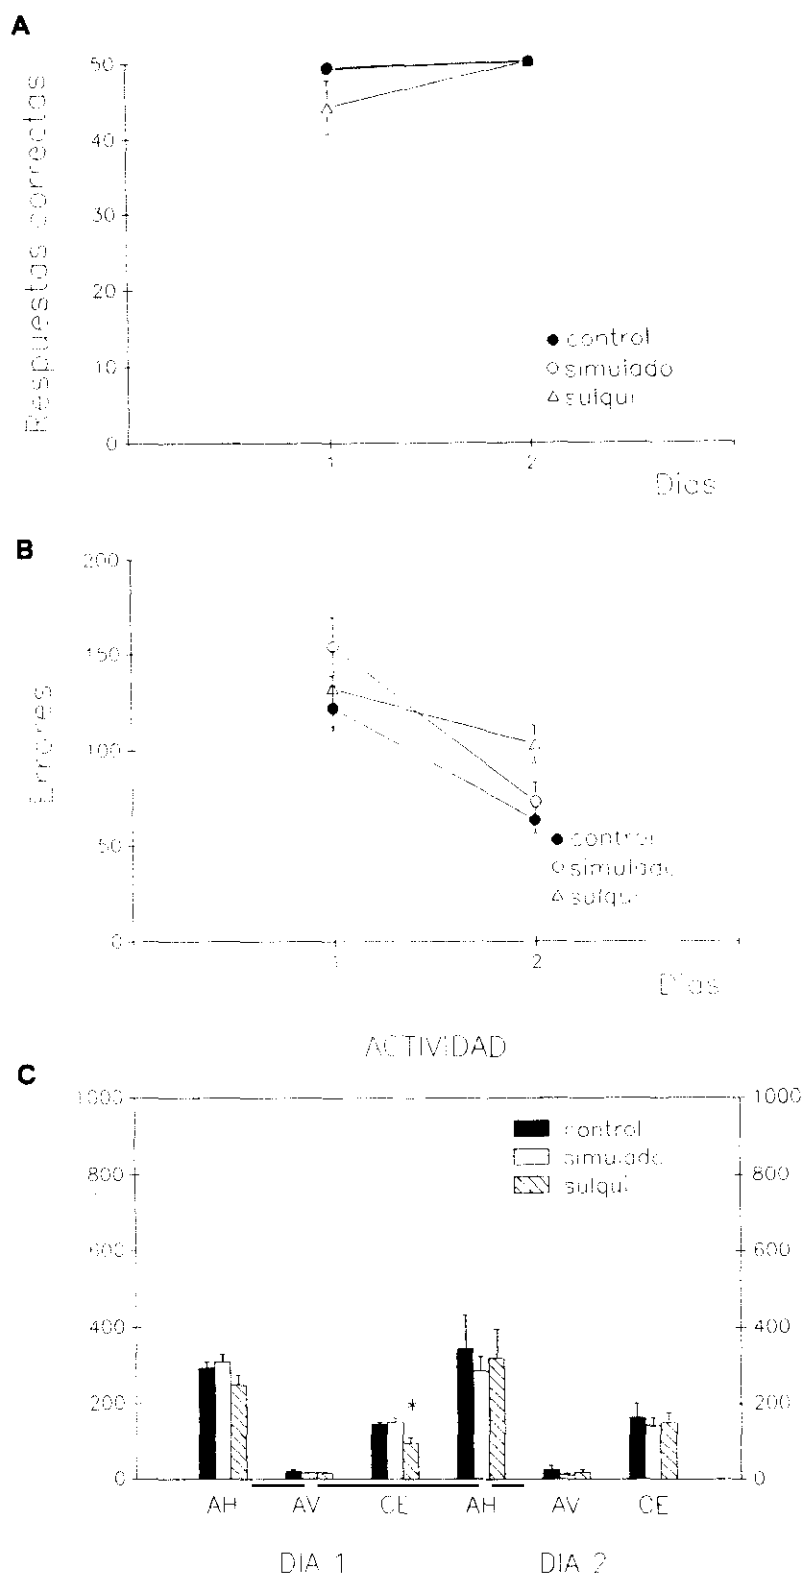 A
50
40
30
20
10
0
Respuestas correctas
control
simulado
sulqui
1 2
Dias
B
200
150
100
50
0
Errores
control
simulado
sulqui
1 2
Dias
ACTIVIDAD
C
1000 1000
800 800
600 600
400 400
200 200
0 0
control
simulado
sulqui
*
AH AV CE AH AV CE
DIA 1 DIA 2